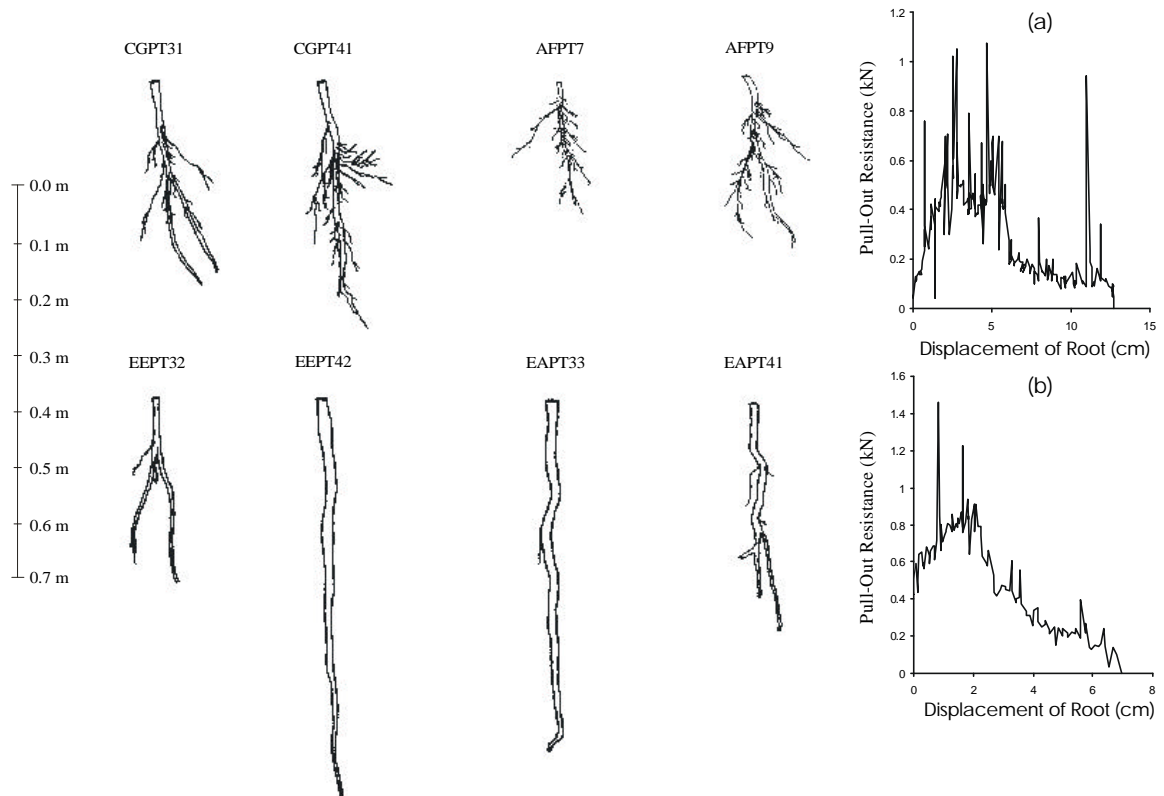 CGPT31
CGPT41
AFPT7
AFPT9
0.0 m
0.1 m
0.2 m
0.3 m
0.4 m
0.5 m
0.6 m
0.7 m
EEPT32
EEPT42
EAPT33
EAPT41
(a)
Pull-Out Resistance (kN)
1.2
1
0.8
0.6
0.4
0.2
0
0 5 10 15
Displacement of Root (cm)
(b)
Pull-Out Resistance (kN)
1.6
1.4
1.2
1
0.8
0.6
0.4
0.2
0
0 2 4 6 8
Displacement of Root (cm)